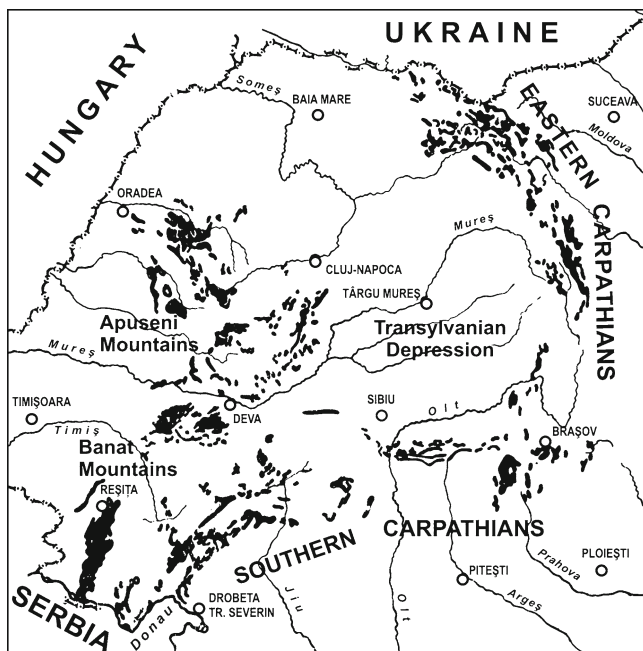 UKRAINE
HUNGARY
Someș
BAIA MARE
SUCEAVA
Moldova
A.
EASTERN CARPATHIANS
ORADEA
Mureș
CLUJ-NAPOCA
TÂRGU MUREȘ
Apuseni
Mountains
Transylvanian
Depression
Mureș
TIMIȘOARA
Timiș
DEVA
SIBIU
Olt
BRAȘOV
Banat
Mountains
REȘIȚA
SOUTHERN
CARPATHIANS
PLOIEȘTI
Prahova
PITEȘTI
Argeș
Olt
Jiu
DROBETA
TR. SEVERIN
Donau
SERBIA